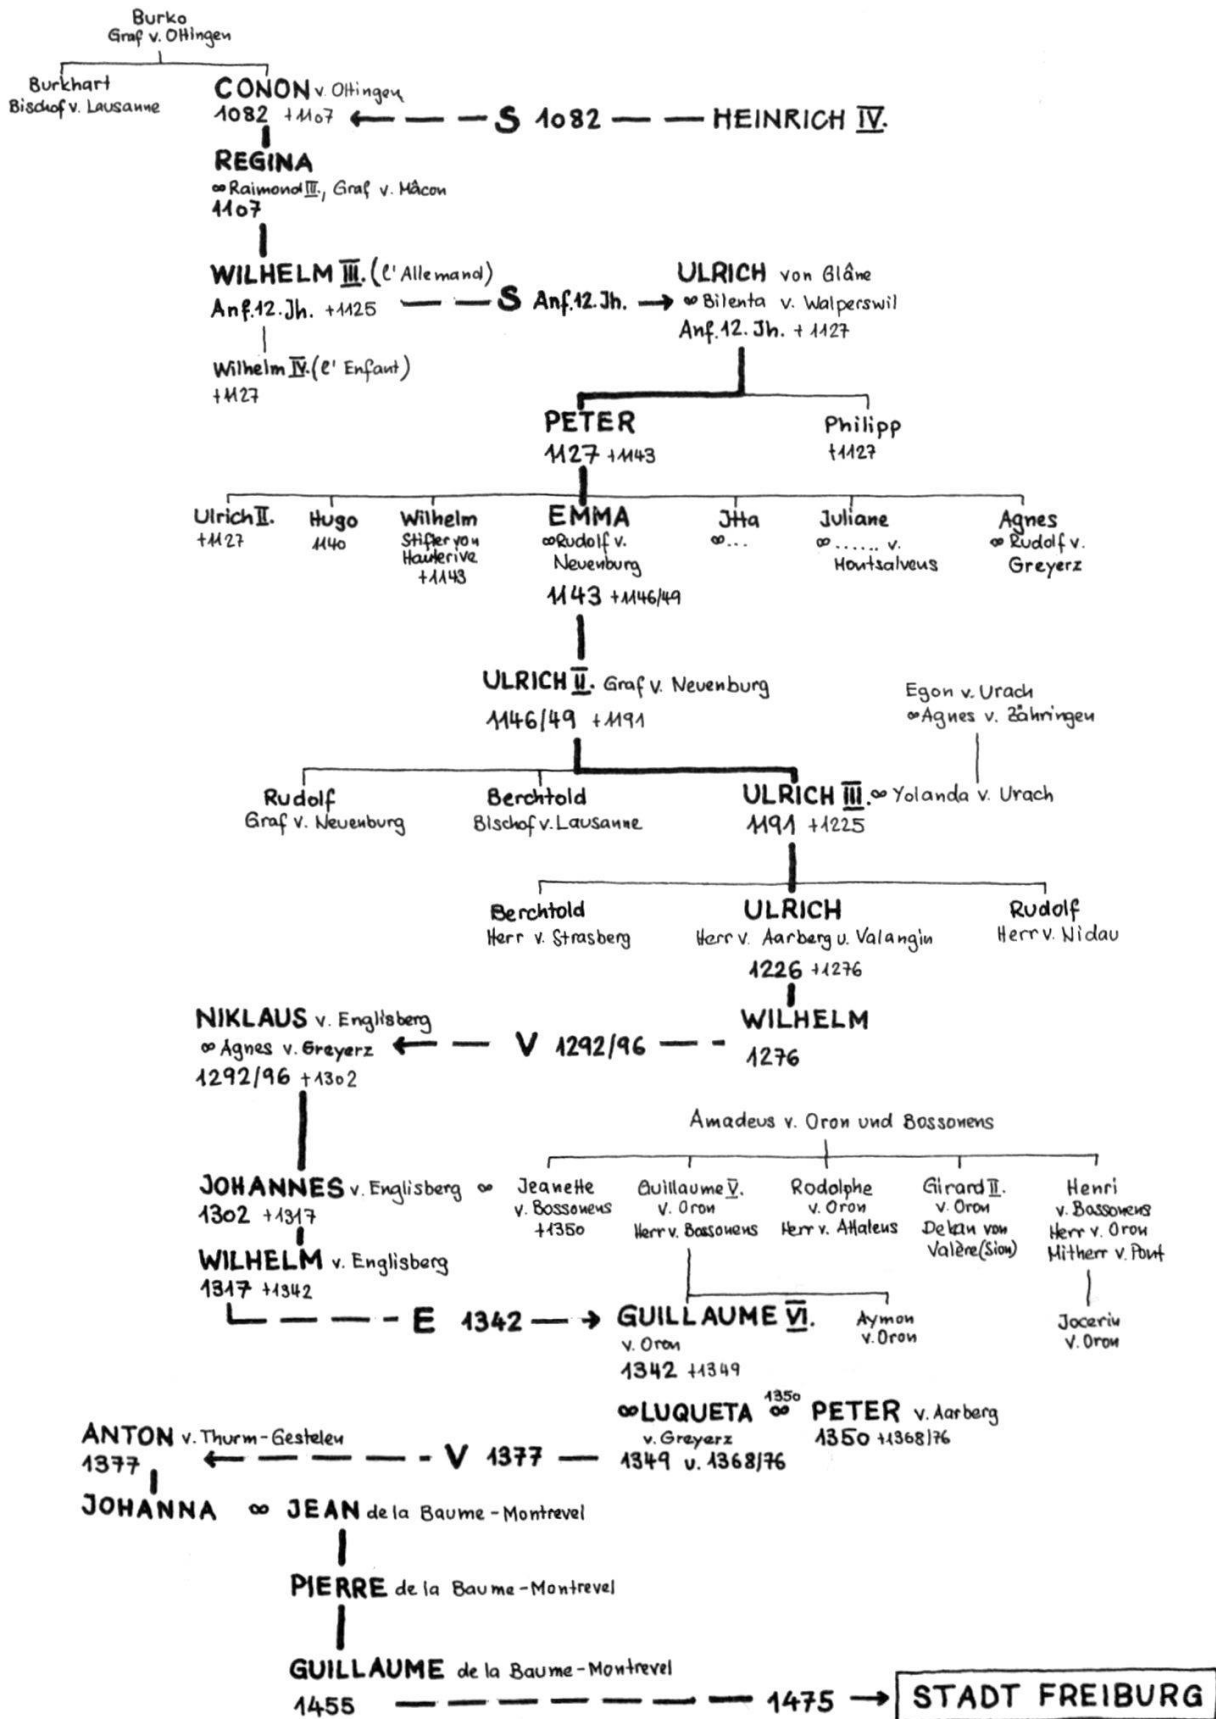 Burko
Graf v. Ottingen
Burkhart
Bischof v. Lausanne
CONON v. Ottingen
1082 +1107 ← — — — S 1082 — — — HEINRICH IV.
REGINA
∞ Raimond III., Graf v. Mâcon
1107
WILHELM III. (l' Allemand)
Anf. 12. Jh. +1125 — — S Anf. 12. Jh. →
ULRICH von Glâne
∞ Bilenta v. Walperswil
Anf. 12. Jh. +1127
Wilhelm IV. (l' Enfant)
+1127
PETER
1127 +1143
Philipp
+1127
Ulrich II.
+1127
Hugo
1140
Wilhelm
Stifter von
Hauterive
+1143
EMMA
∞ Rudolf v.
Neuenburg
1143 +1146/49
Itta
∞ ...
Juliane
∞ ...... v.
Montsalvens
Agnes
∞ Rudolf v.
Greyerz
ULRICH II. Graf v. Neuenburg
1146/49 +1191
Egon v. Urach
∞ Agnes v. Zähringen
Rudolf
Graf v. Neuenburg
Berchtold
Bischof v. Lausanne
ULRICH III. ∞ Yolanda v. Urach
1191 +1225
Berchtold
Herr v. Strasberg
ULRICH
Herr v. Aarberg u. Valangin
1226 +1276
Rudolf
Herr v. Nidau
NIKLAUS v. Englisberg
∞ Agnes v. Greyerz ← — V 1292/96 — -
1292/96 +1302
WILHELM
1276
Amadeus v. Oron und Bossonens
JOHANNES v. Englisberg ∞
1302 +1317
Jeanette
v. Bossonens
+1350
Guillaume V.
v. Oron
Herr v. Bossonens
Rodolphe
v. Oron
Herr v. Attalens
Girard II.
v. Oron
Dekan von
Valère (Sion)
Henri
v. Bossonens
Herr v. Oron
Mitherr v. Pont
WILHELM v. Englisberg
1317 +1342
— — — E 1342 — →
GUILLAUME VI.
v. Oron
1342 +1349
Aymon
v. Oron
Jocerin
v. Oron
∞ LUQUETA 1350 ∞ PETER v. Aarberg
v. Greyerz
1350 +1368/76
1349 u. 1368/76
ANTON v. Thurm-Gestelen
1377 ← — — — - V 1377 —
JOHANNA ∞ JEAN de la Baume-Montrevel
PIERRE de la Baume-Montrevel
GUILLAUME de la Baume-Montrevel
1455 — — — — — — 1475 → STADT FREIBURG